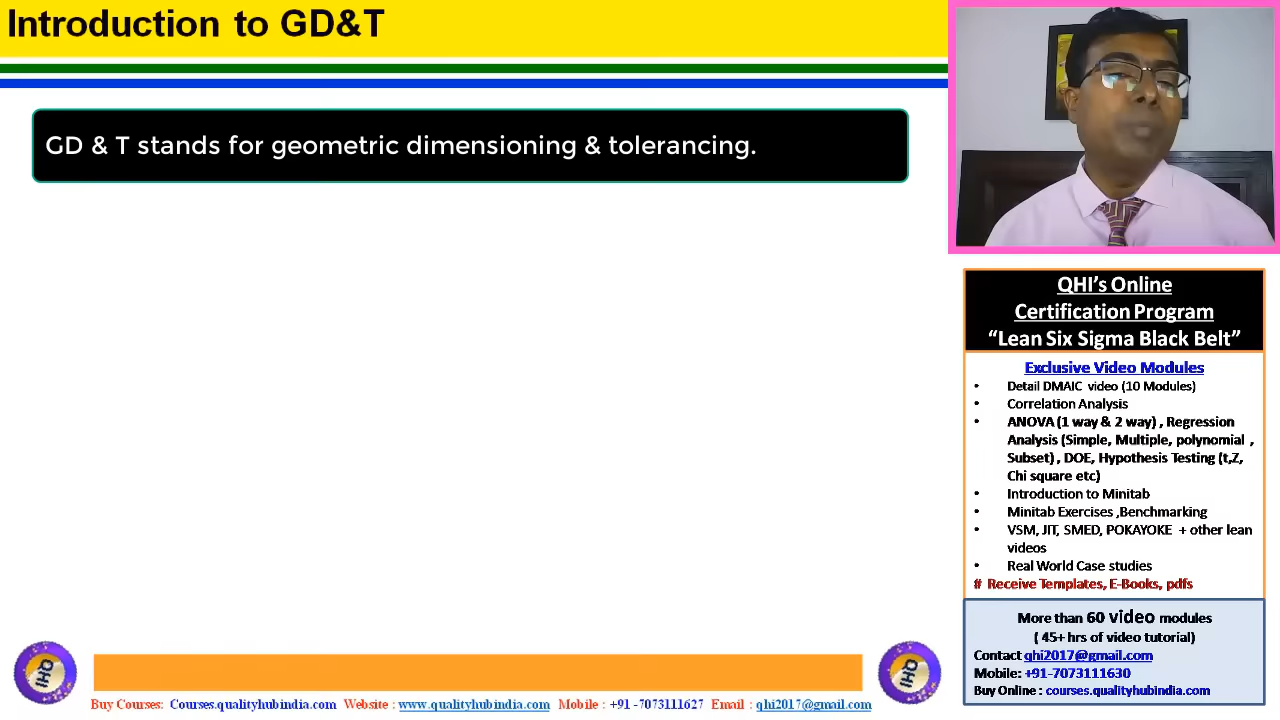 Introduction to GD&T
GD & T stands for geometric dimensioning & tolerancing.
QHI's Online
Certification Program
“Lean Six Sigma Black Belt”
Exclusive Video Modules
• Detail DMAIC video (10 Modules)
• Correlation Analysis
• ANOVA (1 way & 2 way) , Regression
Analysis (Simple, Multiple, polynomial ,
Subset) , DOE, Hypothesis Testing (t,Z,
Chi square etc)
• Introduction to Minitab
• Minitab Exercises ,Benchmarking
• VSM, JIT, SMED, POKAYOKE + other lean
videos
• Real World Case studies
# Receive Templates, E-Books, pdfs
More than 60 video modules
( 45+ hrs of video tutorial)
Contact qhi2017@gmail.com
Mobile: +91-7073111630
Buy Online : courses.qualityhubindia.com
QHI
QHI
Buy Courses: Courses.qualityhubindia.com Website : www.qualityhubindia.com Mobile : +91 -7073111627 Email : qhi2017@gmail.com